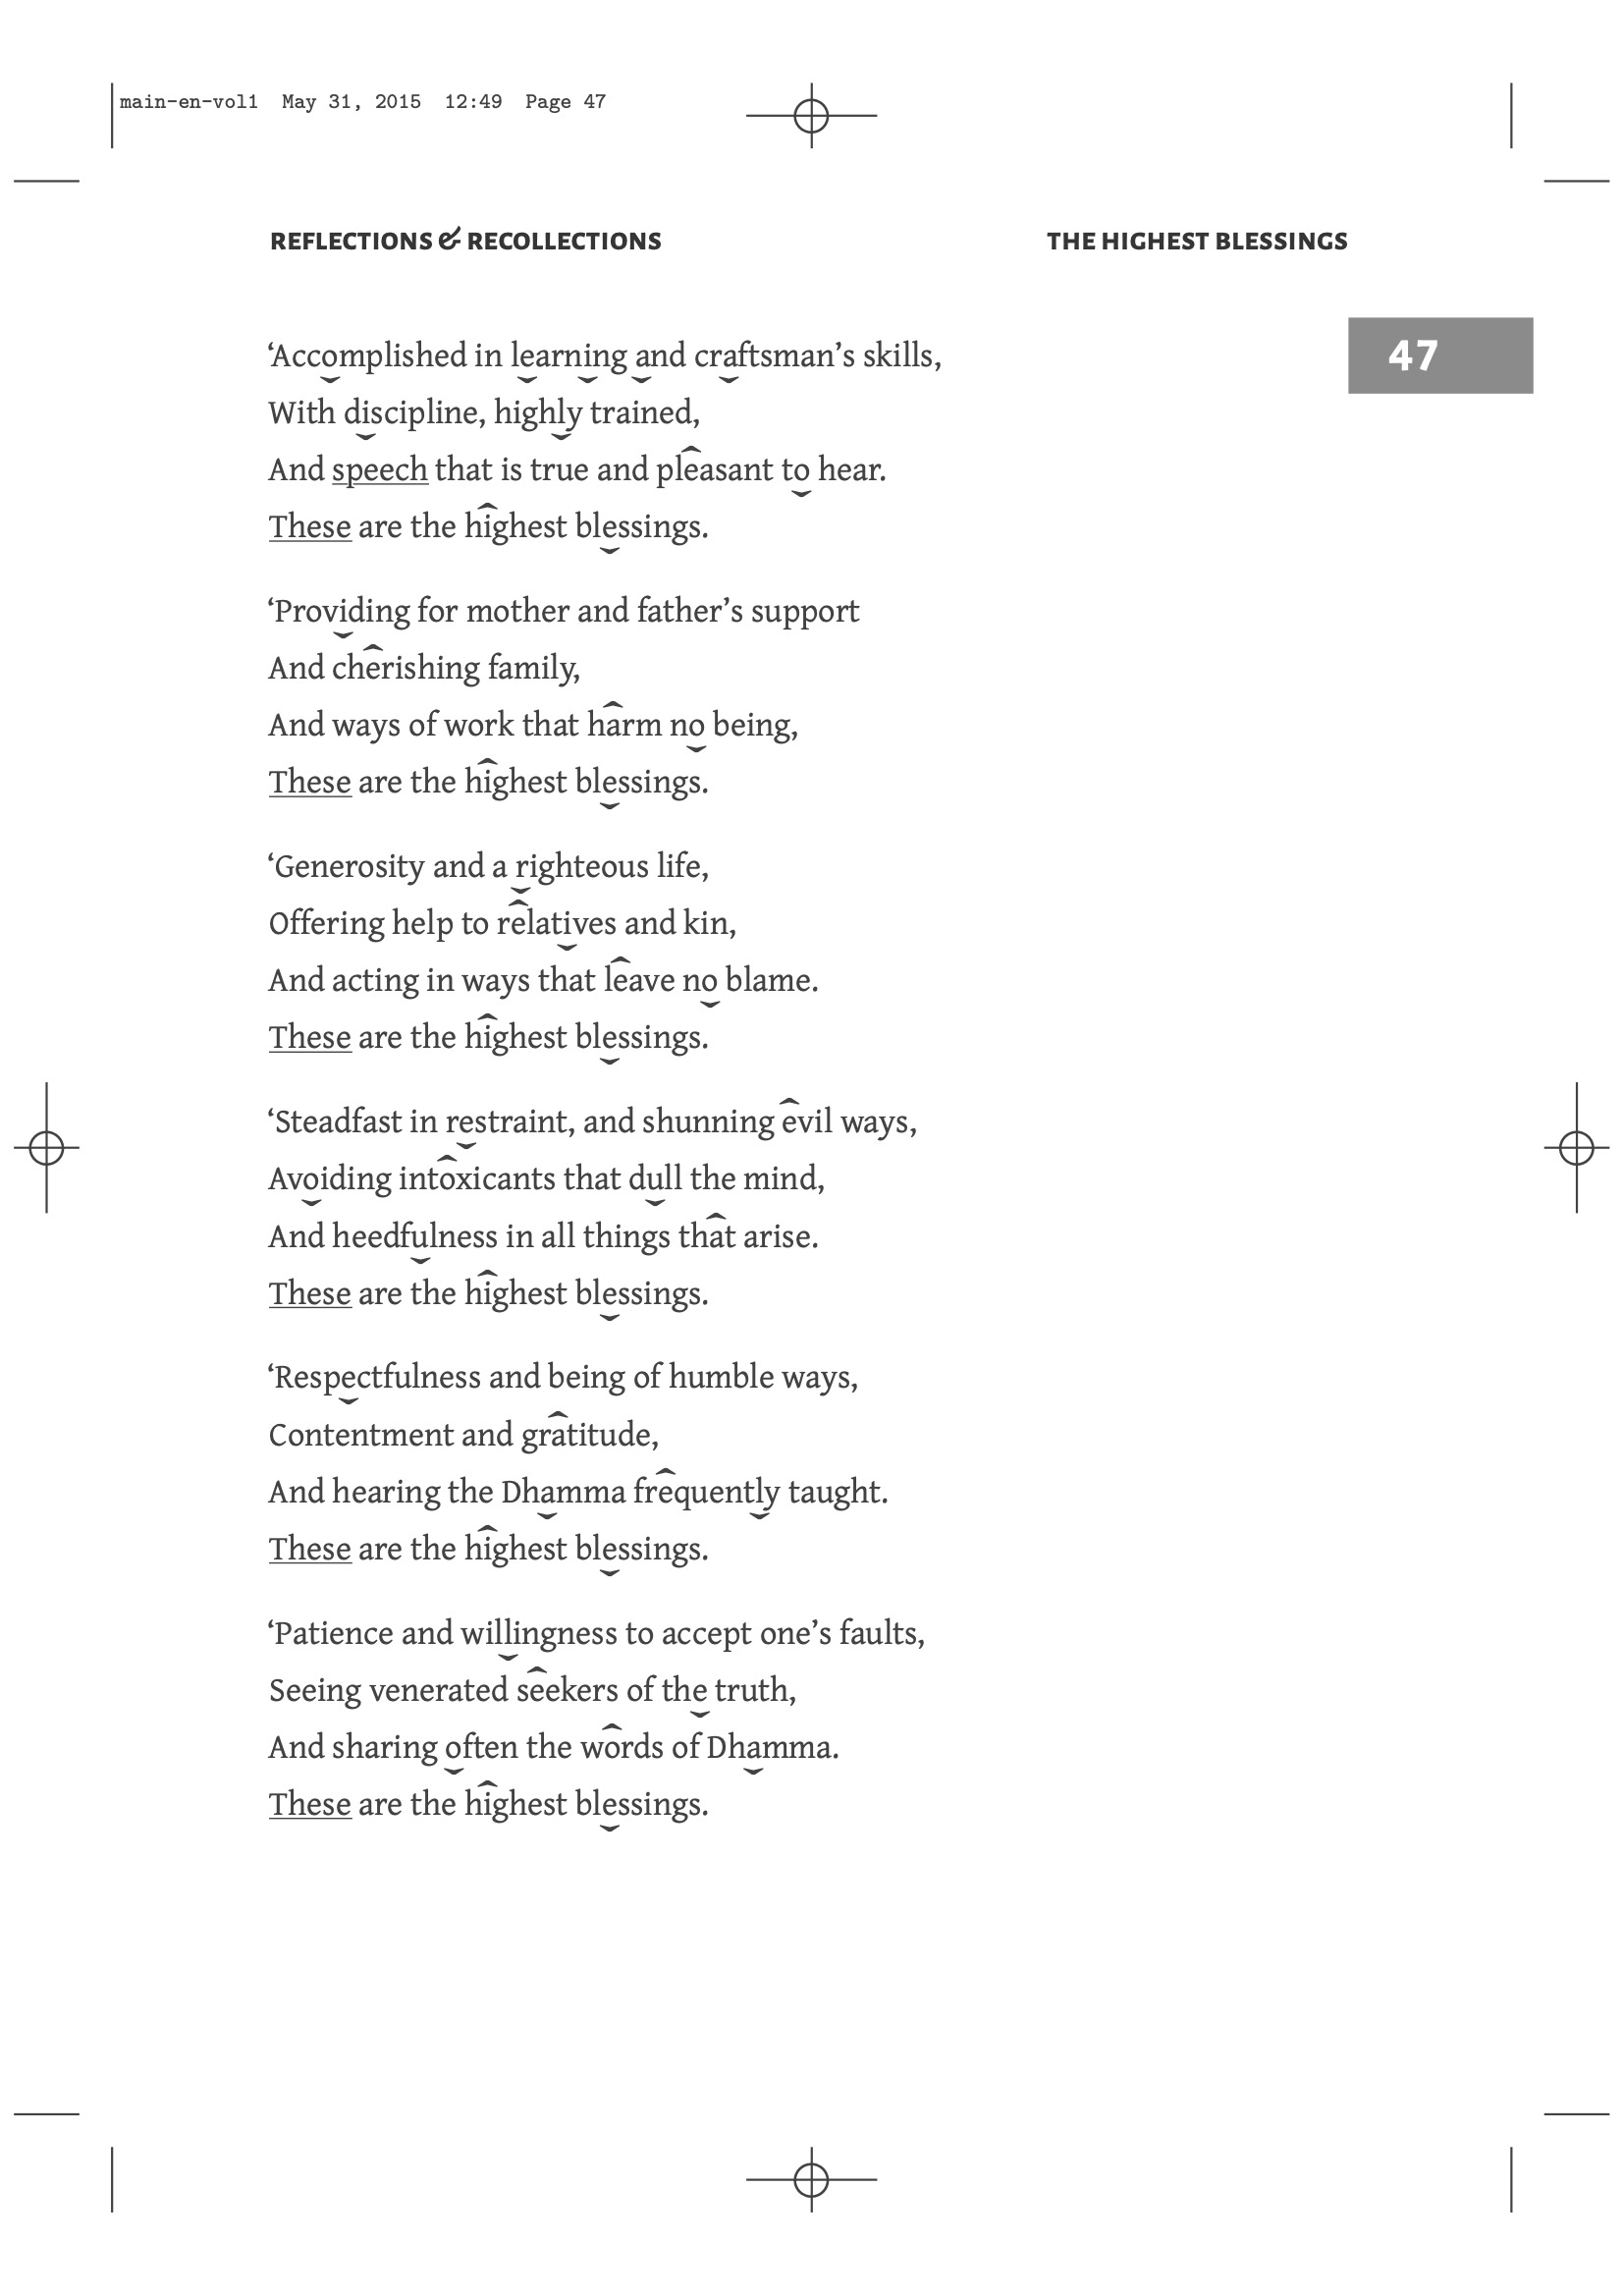 main-en-vol1 May 31, 2015 12:49 Page 47
REFLECTIONS & RECOLLECTIONS THE HIGHEST BLESSINGS
47
‘Accomplished in learning and craftsman’s skills,
With discipline, highly trained,
And speech that is true and pleasant to hear.
These are the highest blessings.
‘Providing for mother and father’s support
And cherishing family,
And ways of work that harm no being,
These are the highest blessings.
‘Generosity and a righteous life,
Offering help to relatives and kin,
And acting in ways that leave no blame.
These are the highest blessings.
‘Steadfast in restraint, and shunning evil ways,
Avoiding intoxicants that dull the mind,
And heedfulness in all things that arise.
These are the highest blessings.
‘Respectfulness and being of humble ways,
Contentment and gratitude,
And hearing the Dhamma frequently taught.
These are the highest blessings.
‘Patience and willingness to accept one’s faults,
Seeing venerated seekers of the truth,
And sharing often the words of Dhamma.
These are the highest blessings.